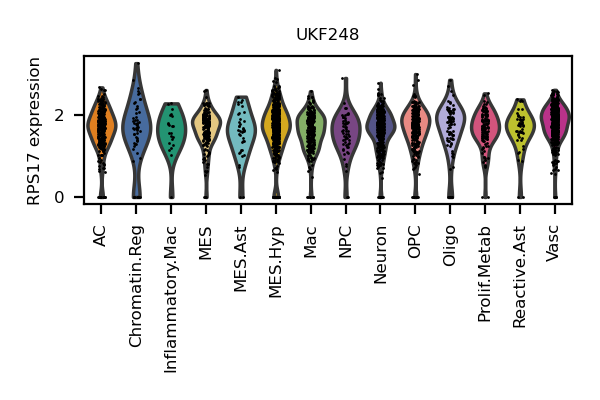 UKF248
RPS17 expression
2
0
AC
Chromatin.Reg
Inflammatory.Mac
MES
MES.Ast
MES.Hyp
Mac
NPC
Neuron
OPC
Oligo
Prolif.Metab
Reactive.Ast
Vasc